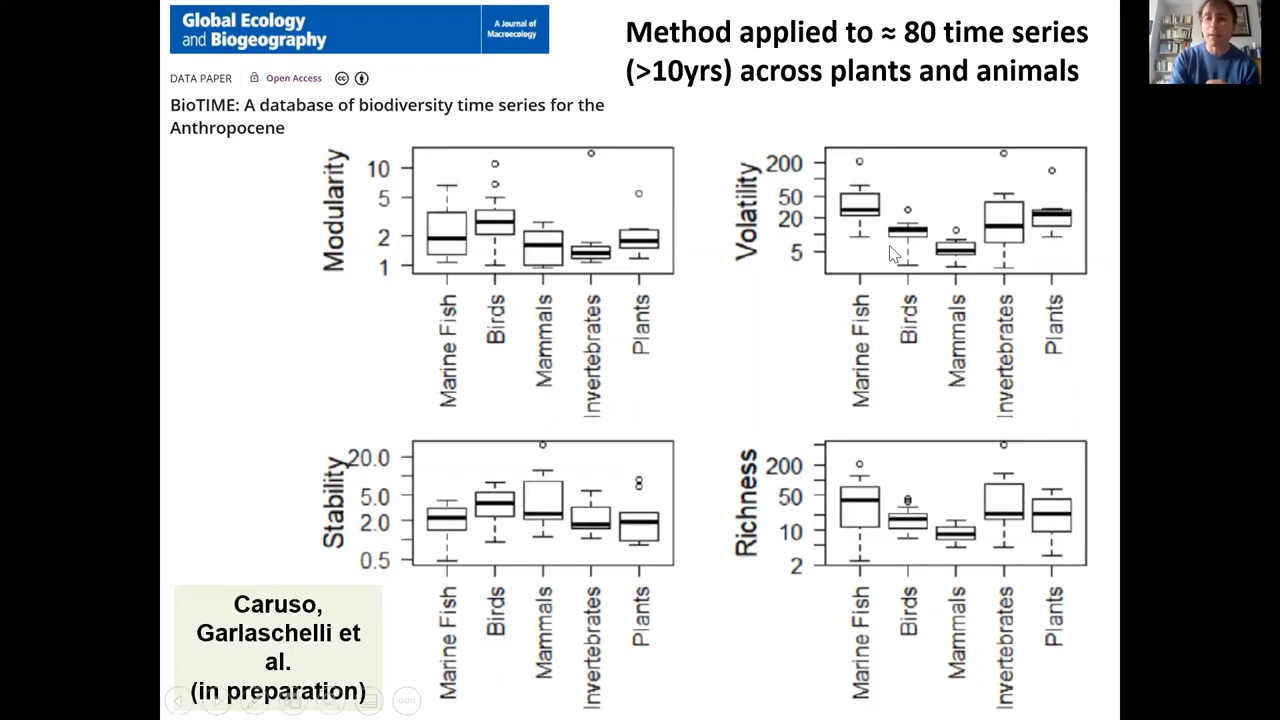 Global Ecology
and Biogeography
A Journal of
Macroecology
Method applied to ≈ 80 time series
(>10yrs) across plants and animals
DATA PAPER
Open Access
cc
BioTIME: A database of biodiversity time series for the
Anthropocene
Modularity
10
5
2
1
Marine Fish
Birds
Mammals
Invertebrates
Plants
Volatility
200
50
20
5
Marine Fish
Birds
Mammals
Invertebrates
Plants
Stability
20.0
5.0
2.0
0.5
Marine Fish
Birds
Mammals
Invertebrates
Plants
Richness
200
50
10
2
Marine Fish
Birds
Mammals
Invertebrates
Plants
Caruso,
Garlaschelli et
al.
(in preparation)